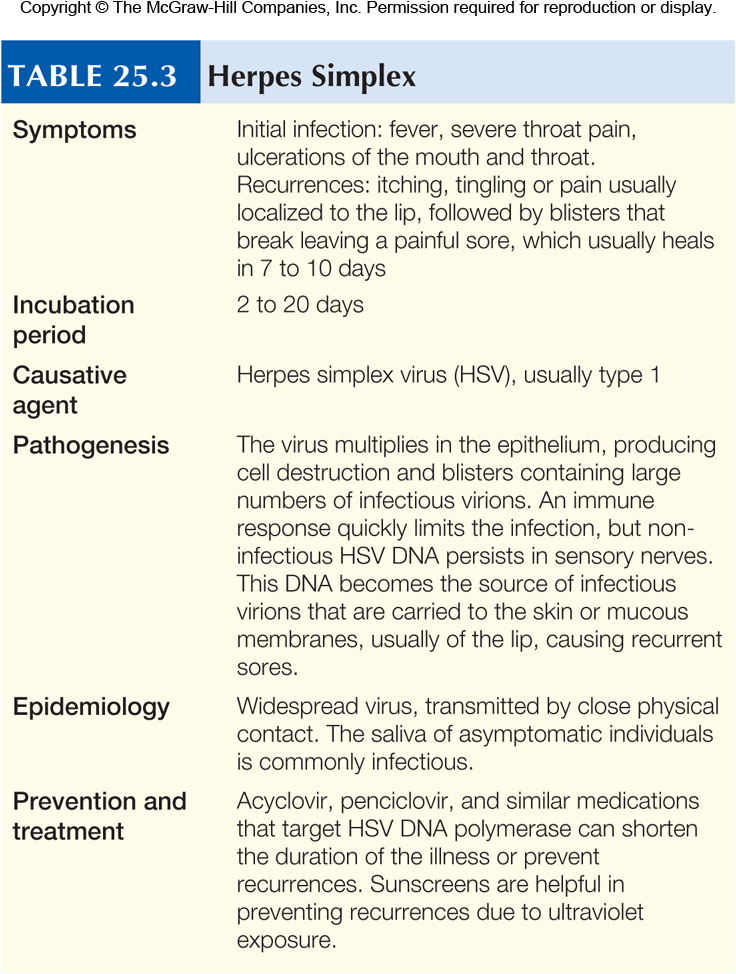 Copyright © The McGraw-Hill Companies, Inc. Permission required for reproduction or display.
TABLE 25.3 Herpes Simplex
Symptoms Initial infection: fever, severe throat pain,
ulcerations of the mouth and throat.
Recurrences: itching, tingling or pain usually
localized to the lip, followed by blisters that
break leaving a painful sore, which usually heals
in 7 to 10 days
Incubation 2 to 20 days
period
Causative Herpes simplex virus (HSV), usually type 1
agent
Pathogenesis The virus multiplies in the epithelium, producing
cell destruction and blisters containing large
numbers of infectious virions. An immune
response quickly limits the infection, but non-
infectious HSV DNA persists in sensory nerves.
This DNA becomes the source of infectious
virions that are carried to the skin or mucous
membranes, usually of the lip, causing recurrent
sores.
Epidemiology Widespread virus, transmitted by close physical
contact. The saliva of asymptomatic individuals
is commonly infectious.
Prevention and Acyclovir, penciclovir, and similar medications
treatment that target HSV DNA polymerase can shorten
the duration of the illness or prevent
recurrences. Sunscreens are helpful in
preventing recurrences due to ultraviolet
exposure.